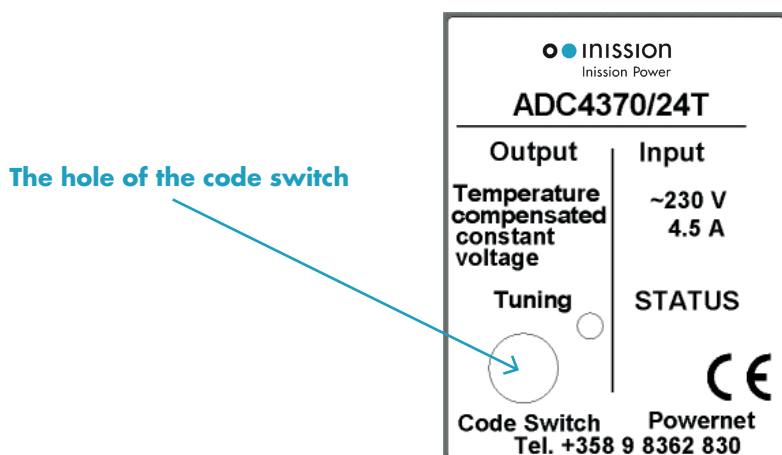 inission
Inission Power
ADC4370/24T
The hole of the code switch
Output
Input
Temperature
compensated
constant
voltage
~230 V
4.5 A
Tuning
STATUS
CE
Code Switch
Powernet
Tel. +358 9 8362 830